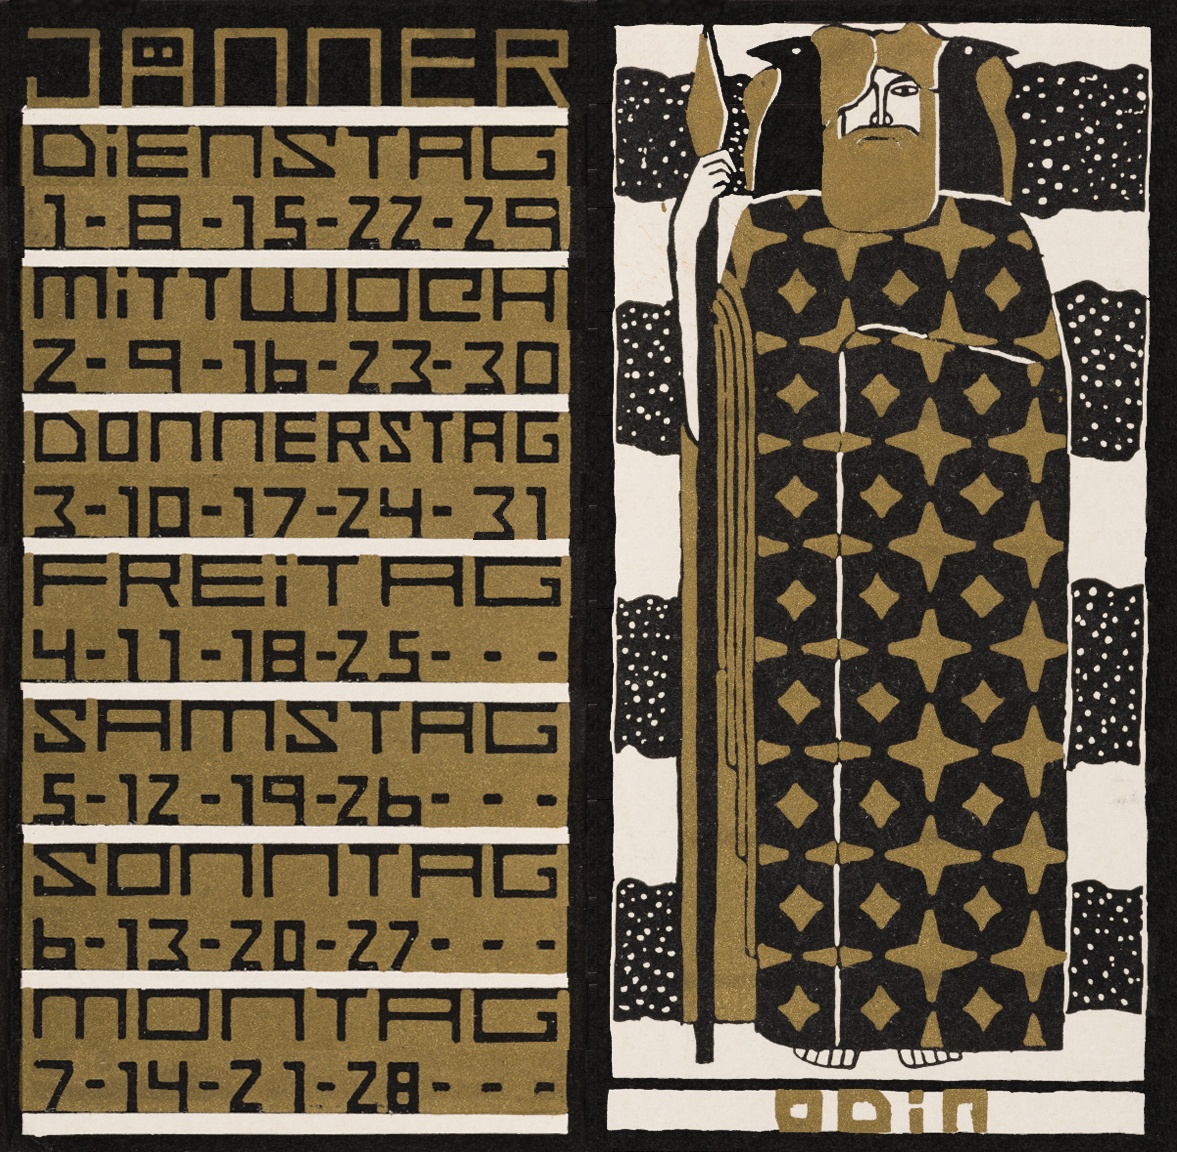 JÄNNER
DiENSTAG
1-8-15-22-29
MiTTWOCH
2-9-16-23-30
DONNERSTAG
3-10-17-24-31
FREiTAG
4-11-18-25- - -
SAMSTAG
5-12-19-26- - -
SONNTAG
6-13-20-27- - -
MONTAG
7-14-21-28- - -
ODiN